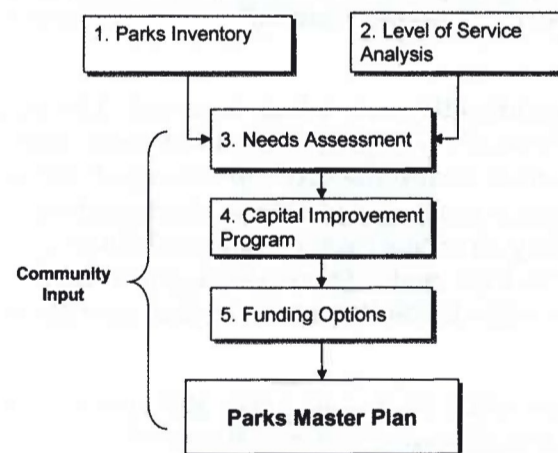 1. Parks Inventory
2. Level of Service
Analysis
3. Needs Assessment
4. Capital Improvement
Program
Community
Input
5. Funding Options
Parks Master Plan